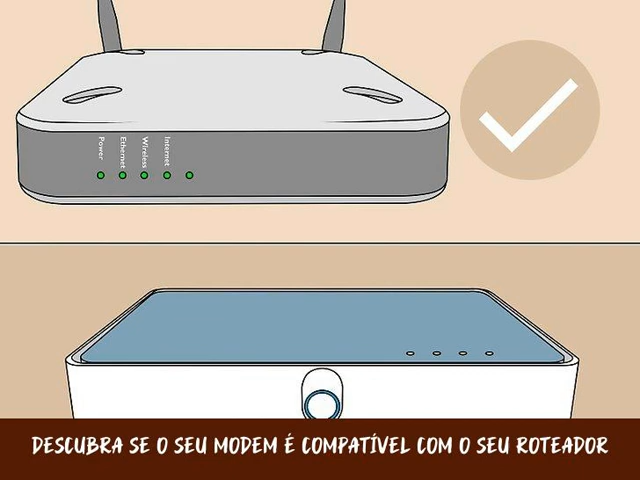 Power
Ethernet
Wireless
Internet
DESCUBRA SE O SEU MODEM É COMPATÍVEL COM O SEU ROTEADOR